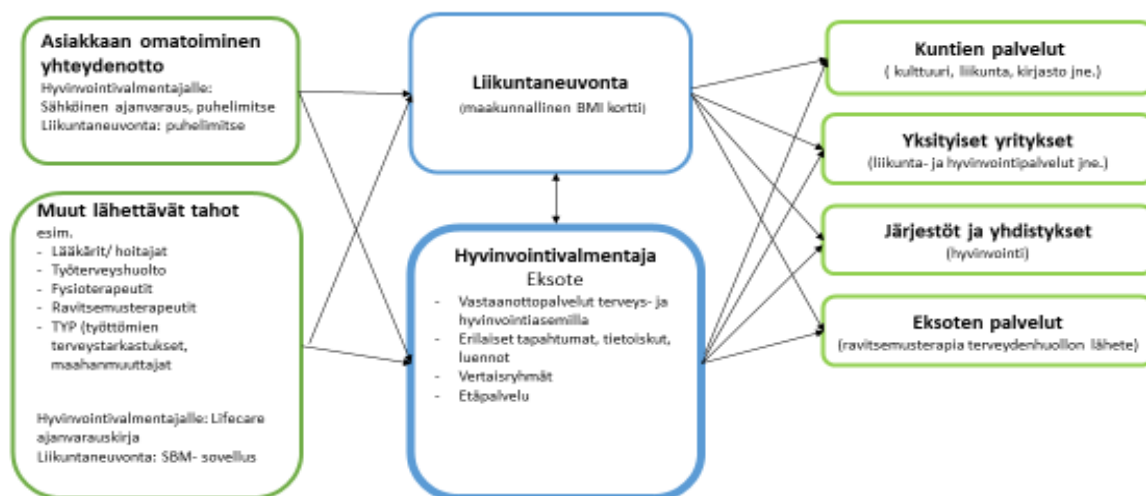 Asiakkaan omatoiminen
yhteydenotto
Hyvinvointivalmentajalle:
Sähköinen ajanvaraus, puhelimitse
Liikuntaneuvonta: puhelimitse
Muut lähettävät tahot
esim.
- Lääkärit/ hoitajat
- Työterveyshuolto
- Fysioterapeutit
- Ravitsemusterapeutit
- TYP (työttömien
terveystarkastukset,
maahanmuuttajat
Hyvinvointivalmentajalle: Lifecare
ajanvarauskirja
Liikuntaneuvonta: SBM- sovellus
Liikuntaneuvonta
(maakunnallinen BMI kortti)
Hyvinvointivalmentaja
Eksote
- Vastaanottopalvelut terveys- ja
hyvinvointiasemilla
- Erilaiset tapahtumat, tietoiskut,
luennot
- Vertaisryhmät
- Etäpalvelu
Kuntien palvelut
( kulttuuri, liikunta, kirjasto jne.)
Yksityiset yritykset
(liikunta- ja hyvinvointipalvelut jne.)
Järjestöt ja yhdistykset
(hyvinvointi)
Eksoten palvelut
(ravitsemusterapia terveydenhuollon lähete)